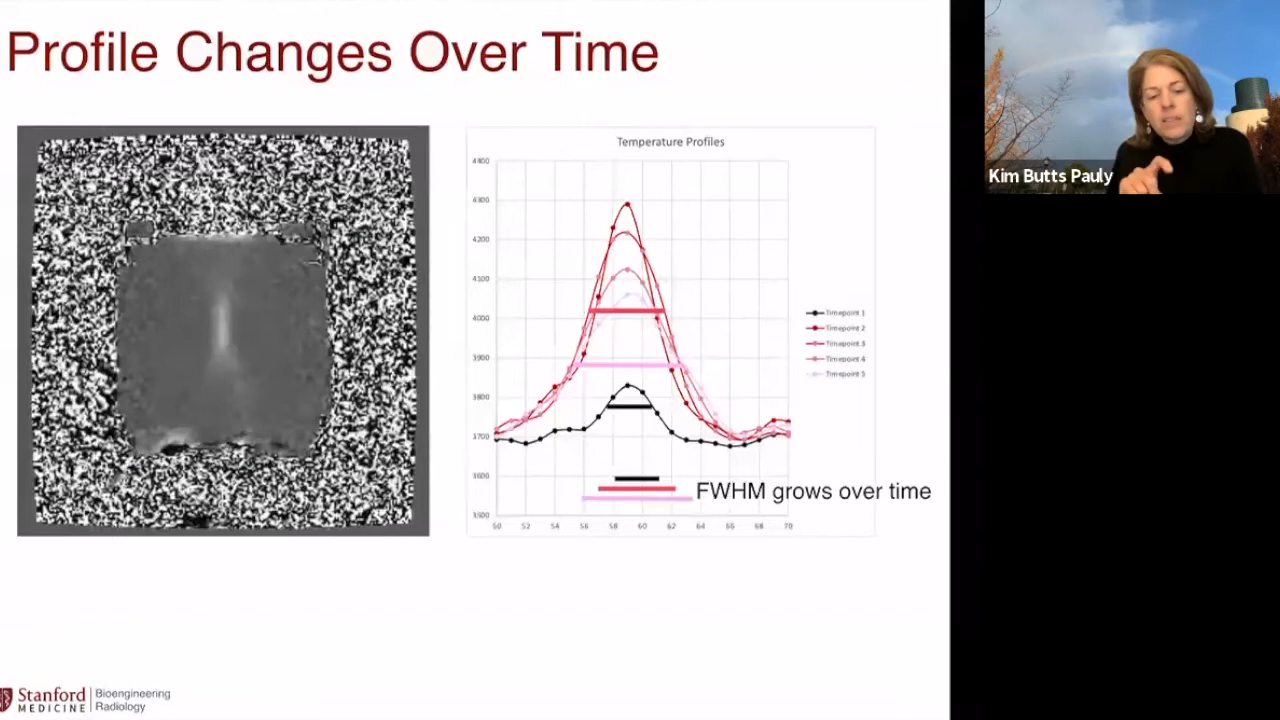 Profile Changes Over Time
Temperature Profiles
4400
4300
4200
4100
4000
3900
3800
3700
3600
3500
50 52 54 56 58 60 62 64 66 68 70
Timepoint 1
Timepoint 2
Timepoint 3
Timepoint 4
Timepoint 5
FWHM grows over time
Kim Butts Pauly
Stanford
MEDICINE
Bioengineering
Radiology